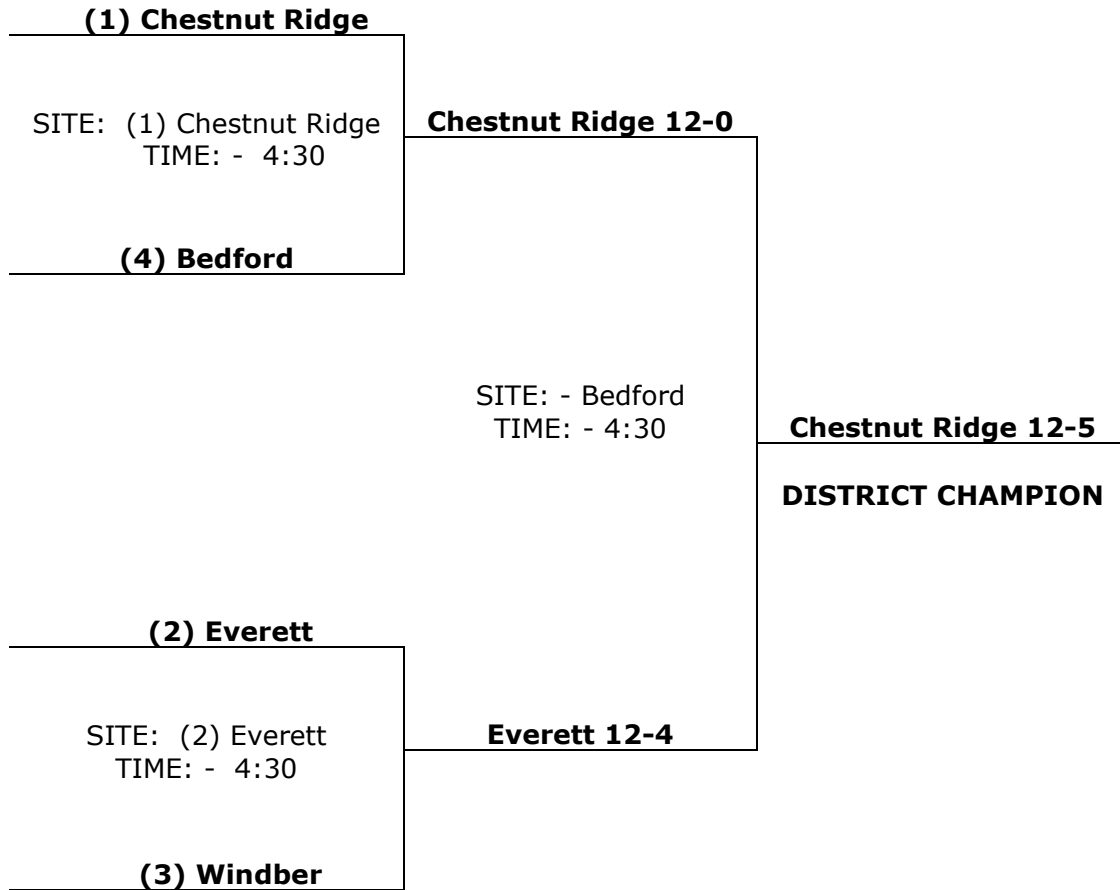 (1) Chestnut Ridge
SITE: (1) Chestnut Ridge
TIME: - 4:30
Chestnut Ridge 12-0
(4) Bedford
SITE: - Bedford
TIME: - 4:30
Chestnut Ridge 12-5
DISTRICT CHAMPION
(2) Everett
SITE: (2) Everett
TIME: - 4:30
Everett 12-4
(3) Windber